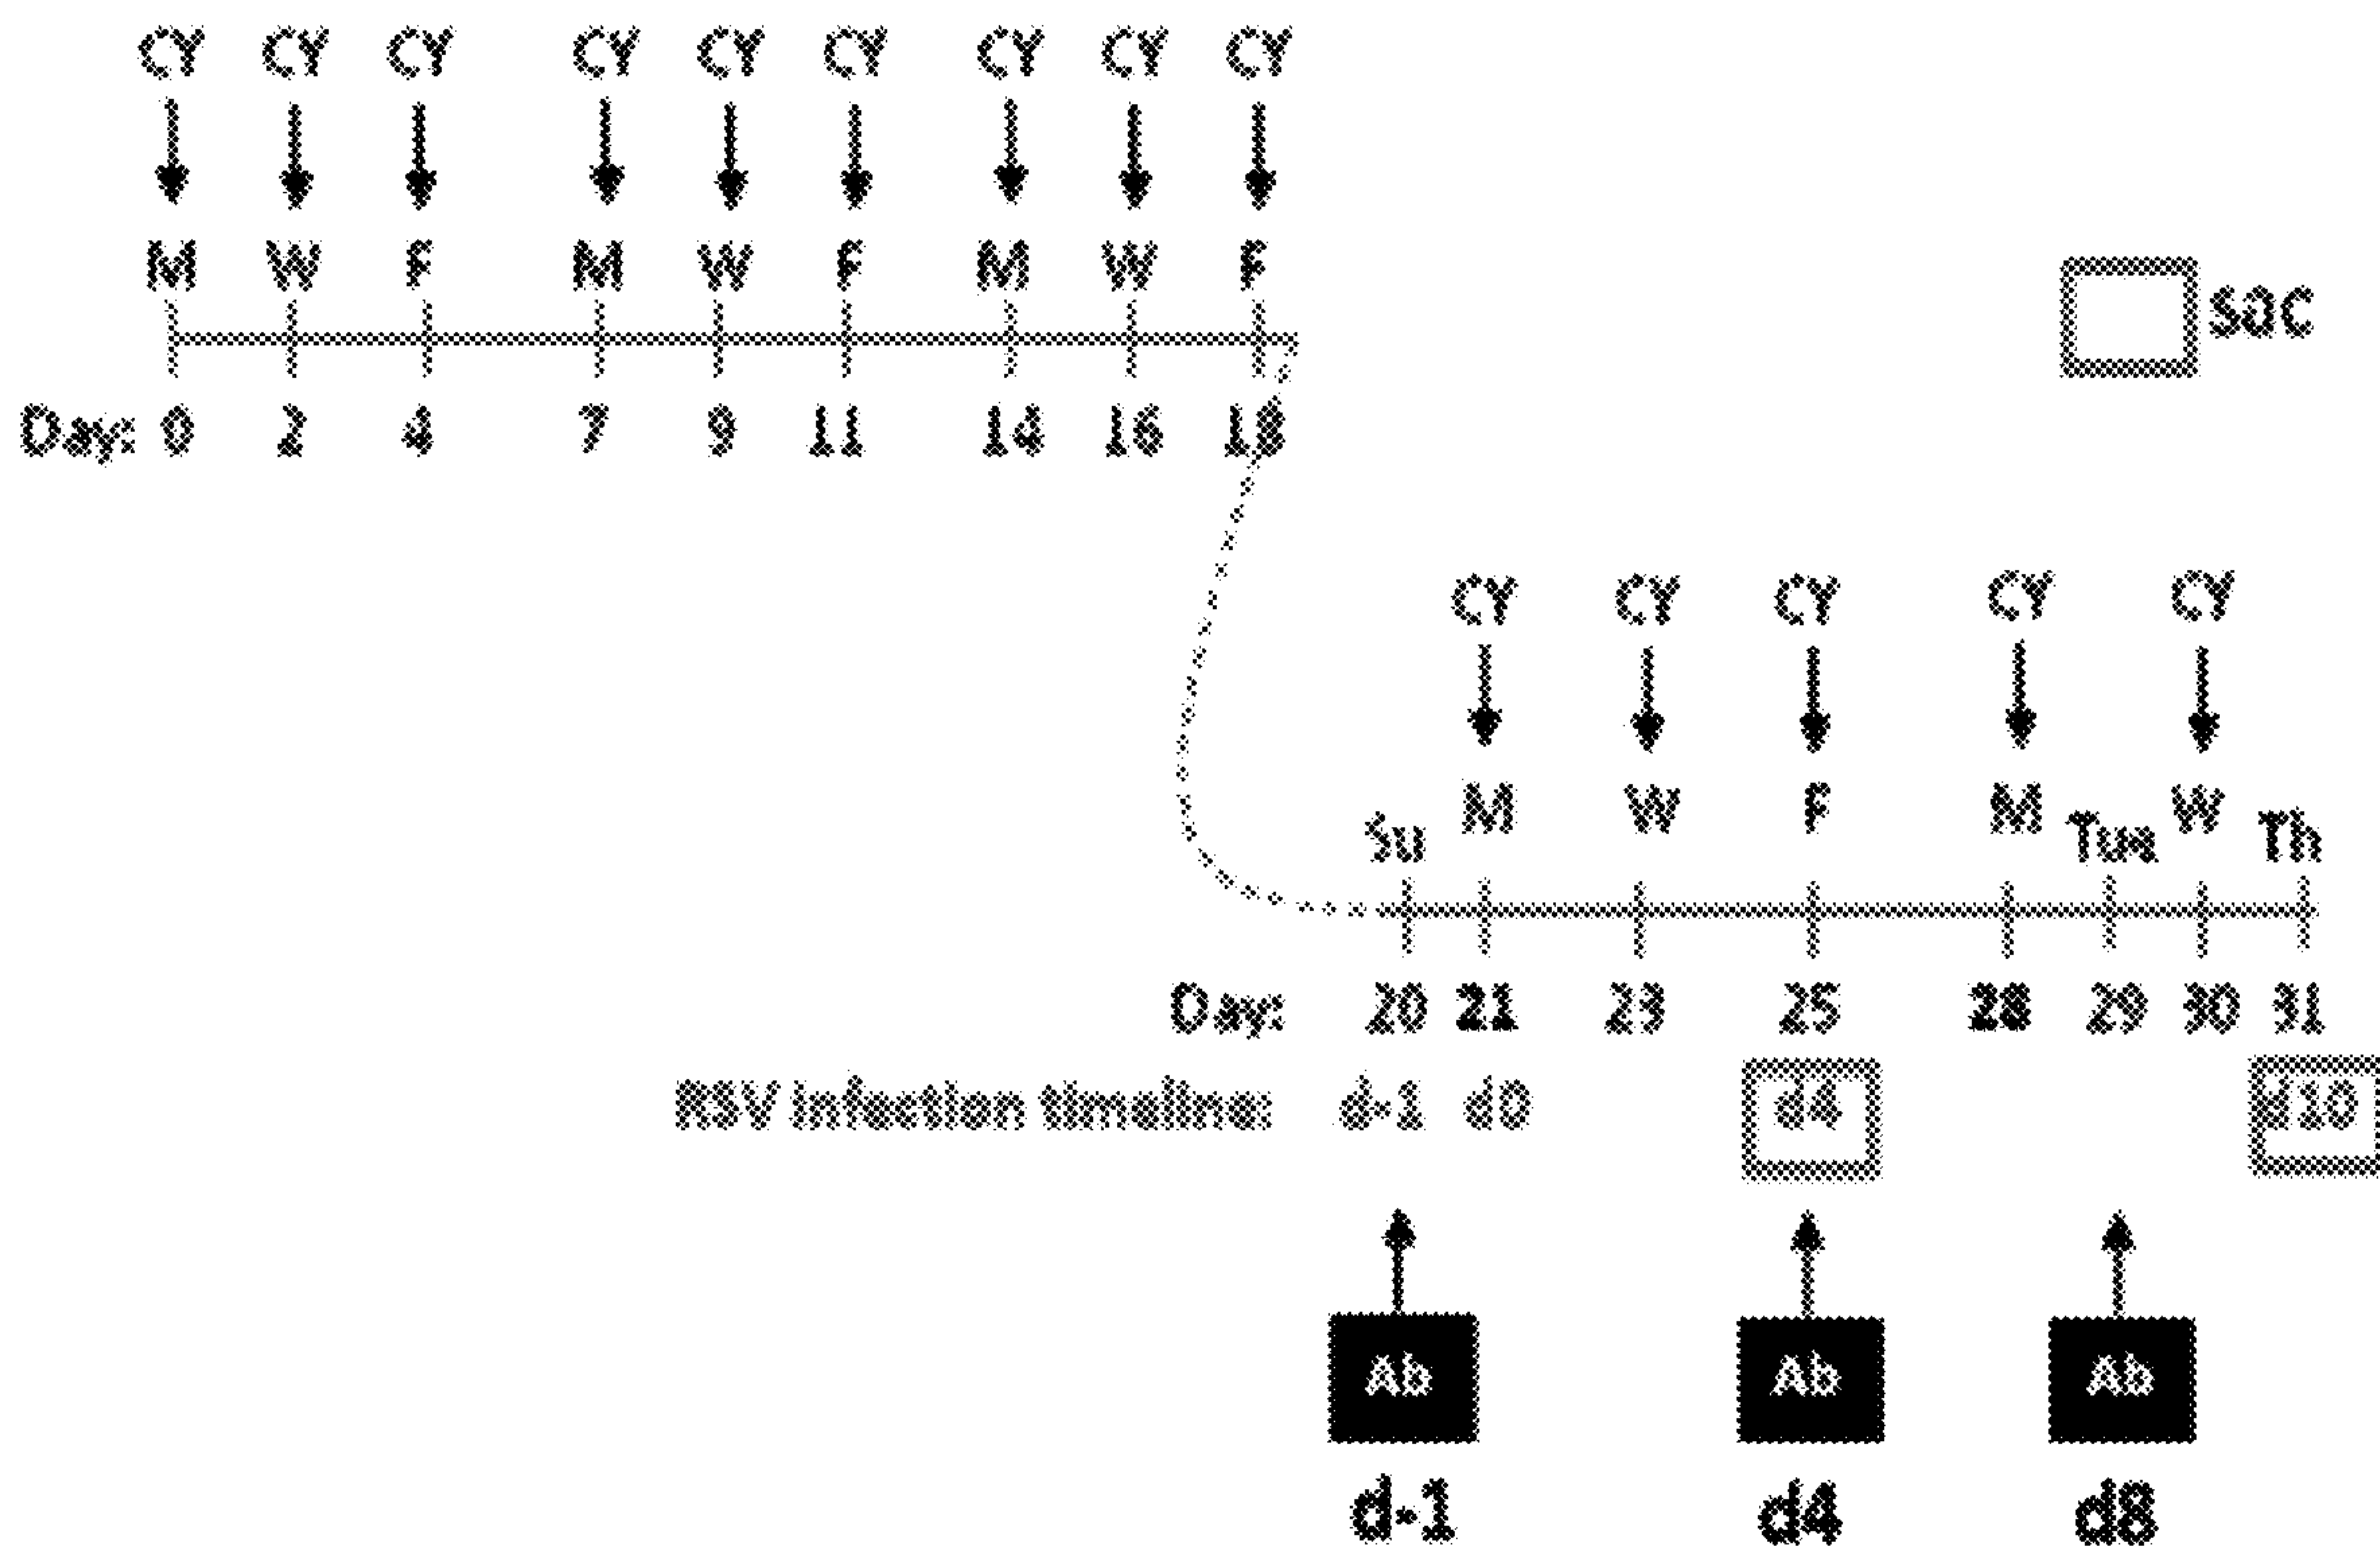 CY CY CY CY CY CY CY CY CY
M W F M W F M W F
sac
Day: 0 2 4 7 9 11 14 16 18
CY CY CY CY CY
Su M W F M Tue W Th
Day: 20 21 23 25 28 29 30 31
RSV infection timeline: d-1 d0 d4 d10
Ab Ab Ab
d-1 d4 d8